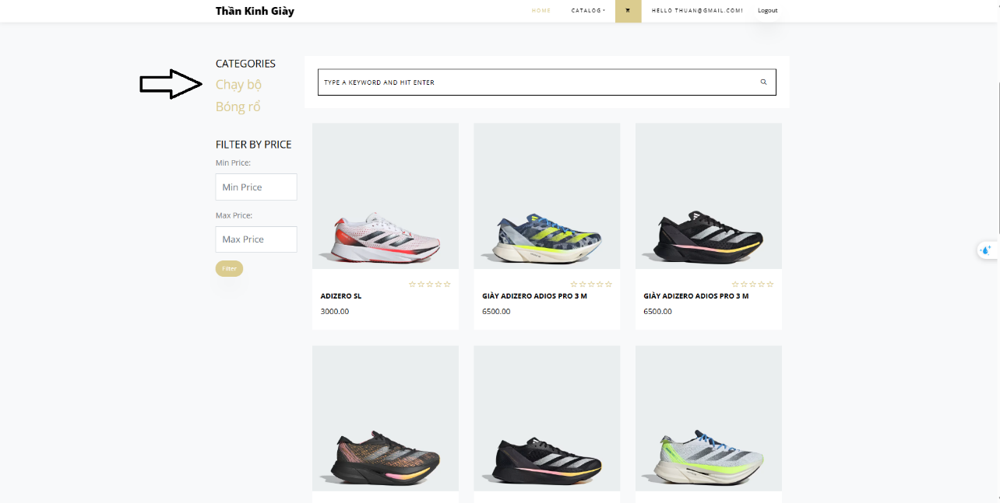 Thần Kinh Giày
HOME
CATALOG
HELLO THUAN@GMAIL.COM!
Logout
CATEGORIES
Chạy bộ
Bóng rổ
FILTER BY PRICE
Min Price:
Min Price
Max Price:
Max Price
Filter
TYPE A KEYWORD AND HIT ENTER
ADIZERO SL
3000.00
GIÀY ADIZERO ADIOS PRO 3 M
6500.00
GIÀY ADIZERO ADIOS PRO 3 M
6500.00